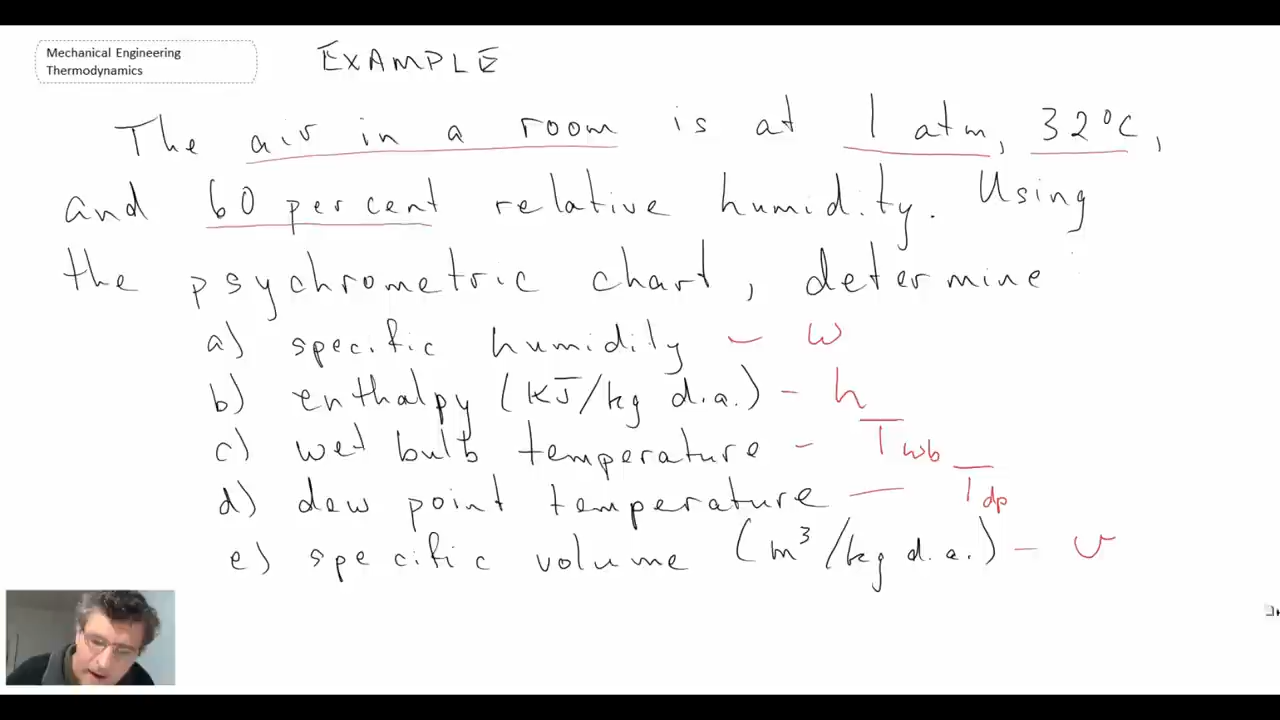 Mechanical Engineering
Thermodynamics
EXAMPLE
The air in a room is at 1 atm, 32°C,
and 60 percent relative humidity. Using
the psychrometric chart, determine
a) specific humidity - ω
b) enthalpy (KJ/kg d.a.) - h
c) wet bulb temperature - Twb
d) dew point temperature - Tdp
e) specific volume (m³/kg d.a.) - v